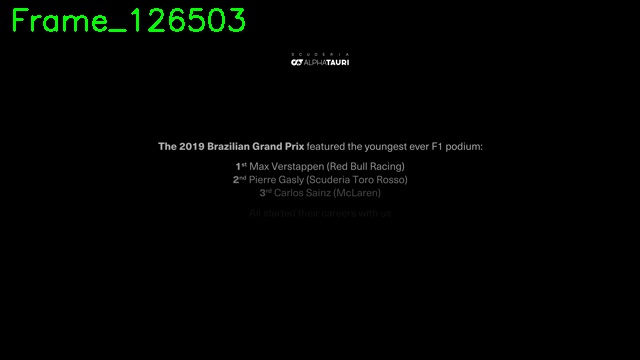 Frame_126503
SCUDERIA
ALPHATAURI
The 2019 Brazilian Grand Prix featured the youngest ever F1 podium:
1st Max Verstappen (Red Bull Racing)
2nd Pierre Gasly (Scuderia Toro Rosso)
3rd Carlos Sainz (McLaren)
All started their careers with us